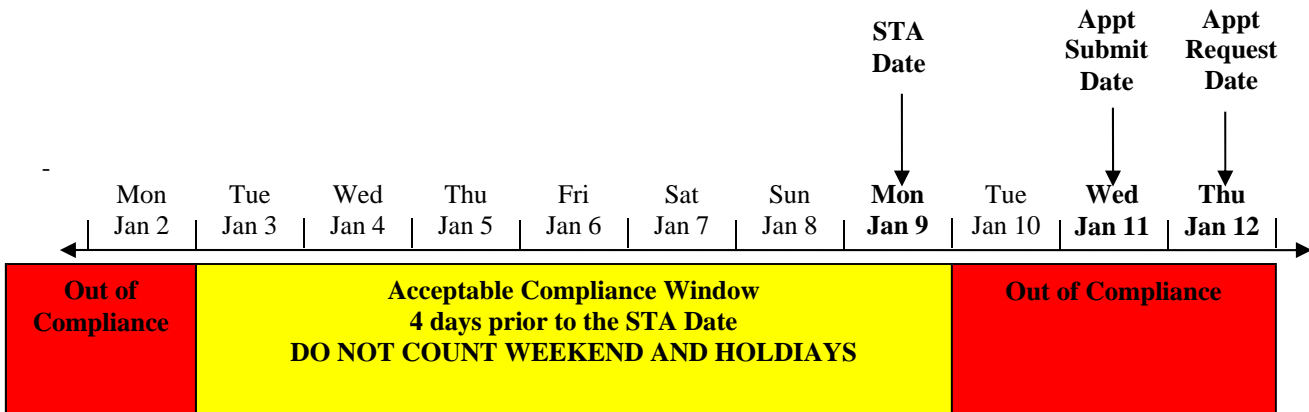 STA
Date
Appt
Submit
Date
Appt
Request
Date
-
Mon
Jan 2
Tue
Jan 3
Wed
Jan 4
Thu
Jan 5
Fri
Jan 6
Sat
Jan 7
Sun
Jan 8
Mon
Jan 9
Tue
Jan 10
Wed
Jan 11
Thu
Jan 12
Out of
Compliance
Acceptable Compliance Window
4 days prior to the STA Date
DO NOT COUNT WEEKEND AND HOLDIAYS
Out of Compliance